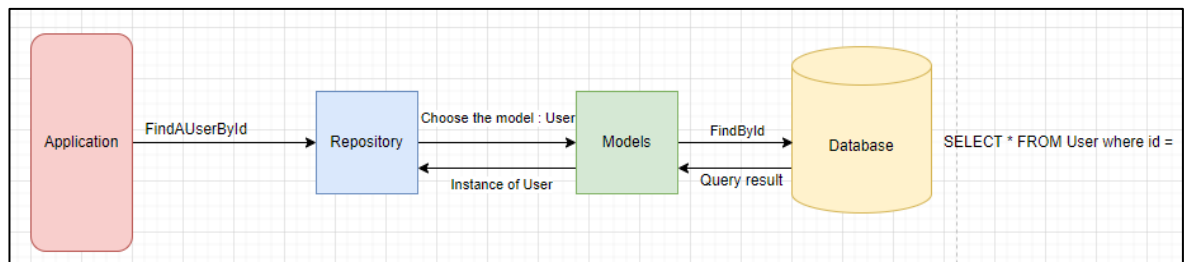 Application
FindAUserById
Repository
Choose the model : User
Instance of User
Models
FindById
Query result
Database
SELECT * FROM User where id =